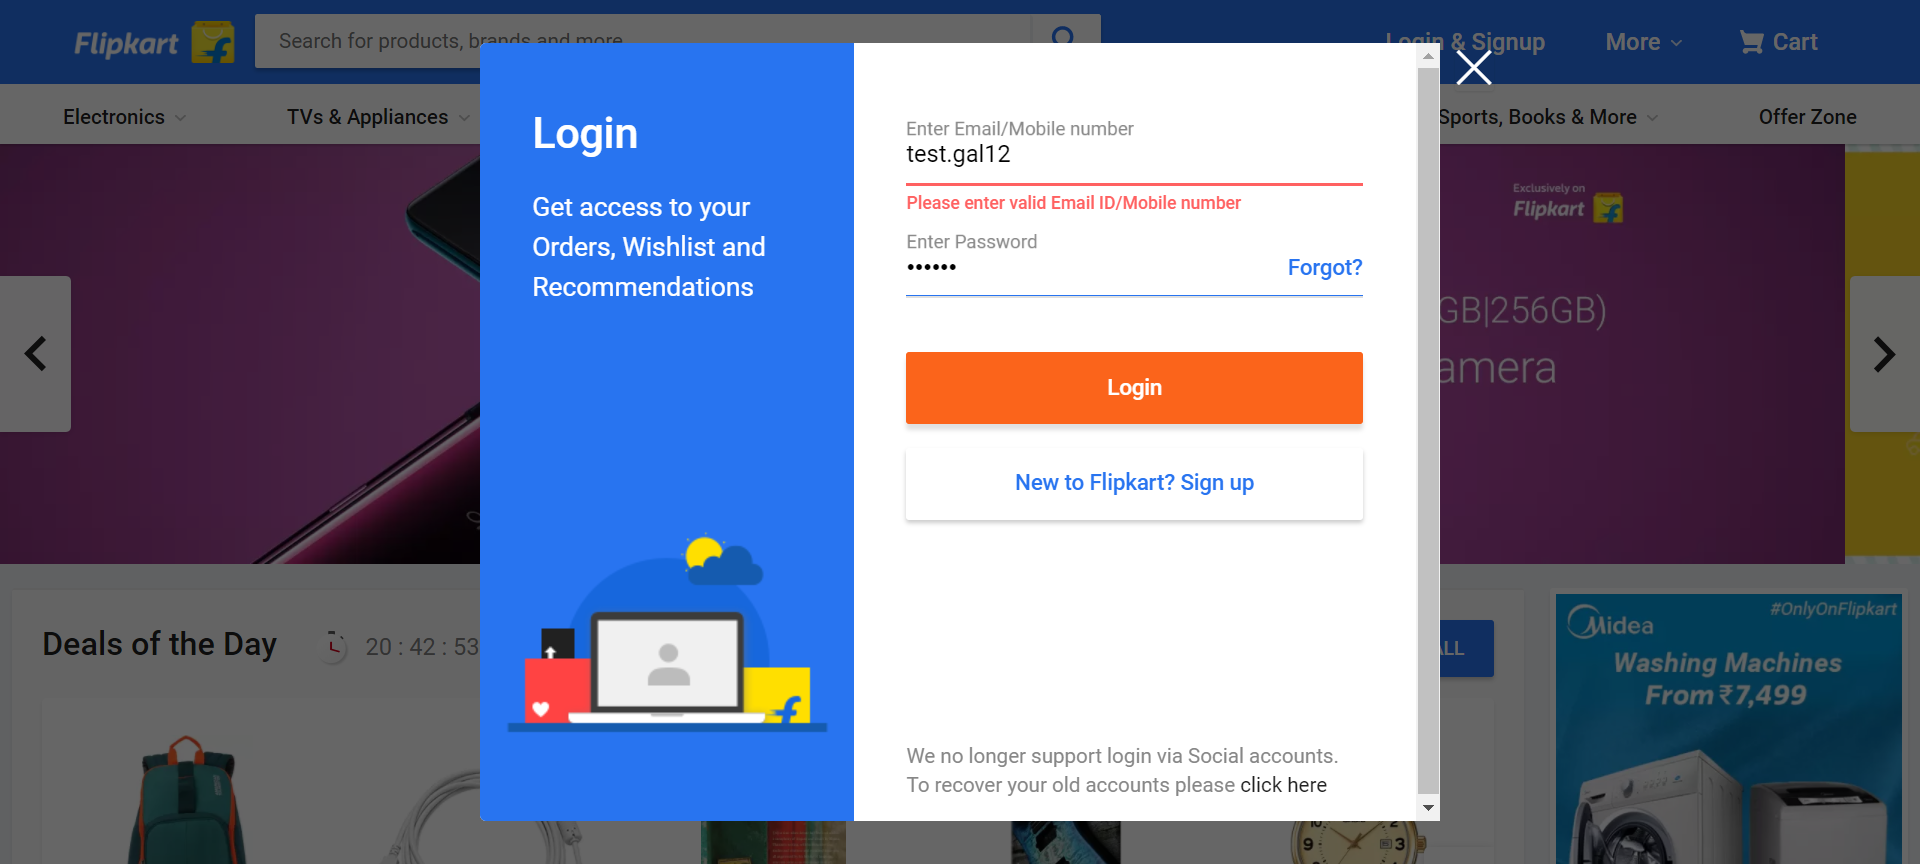 Flipkart
Search for products, brands and more
Login & Signup
More
Cart
Electronics
TVs & Appliances
Sports, Books & More
Offer Zone
Login
Get access to your
Orders, Wishlist and
Recommendations
Enter Email/Mobile number
test.gal12
Please enter valid Email ID/Mobile number
Enter Password
••••••
Forgot?
Login
New to Flipkart? Sign up
We no longer support login via Social accounts.
To recover your old accounts please click here
Exclusively on
Flipkart
GB|256GB)
amera
Deals of the Day
20 : 42 : 53
ALL
#OnlyOnFlipkart
Midea
Washing Machines
From ₹7,499